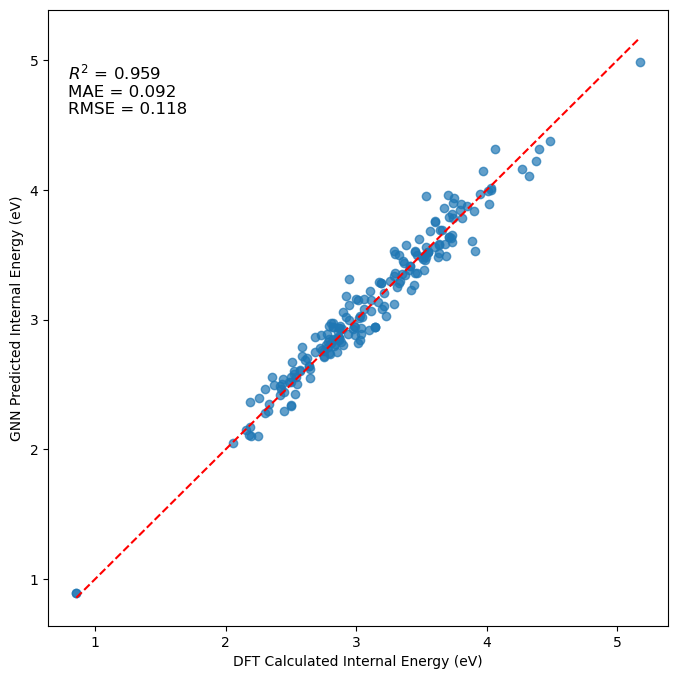 R² = 0.959
MAE = 0.092
RMSE = 0.118
5
4
3
2
1
GNN Predicted Internal Energy (eV)
1 2 3 4 5
DFT Calculated Internal Energy (eV)